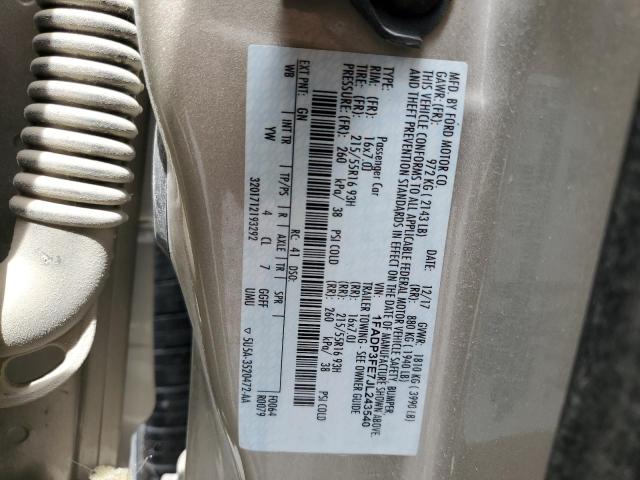 MFD. BY FORD MOTOR CO.
DATE: 12/17 GVWR: 1810 KG ( 3990 LB)
GAWR: (FR): 972 KG ( 2143 LB) (RR): 880 KG ( 1940 LB)
THIS VEHICLE CONFORMS TO ALL APPLICABLE FEDERAL MOTOR VEHICLE SAFETY, BUMPER
AND THEFT PREVENTION STANDARDS IN EFFECT ON THE DATE OF MANUFACTURE SHOWN ABOVE.
VIN: 1FADP3FE7JL243540
TYPE: Passenger Car TRAILER TOWING - SEE OWNER GUIDE
RIM: (FR): 16x7.0J (RR): 16x7.0J
TIRE: (FR): 215/55R16 93H (RR): 215/55R16 93H
PRESSURE: (FR): 260 kPa/ 38 PSI COLD (RR): 260 kPa/ 38 PSI COLD
EXT PNT: GN RC: 41 DSO: F0064
WB INT TR TP/PS R AXLE TR SPR R0079
YW 4 CL 7 GGFF
UMU
3201712193292 5U5A-3520472-AA